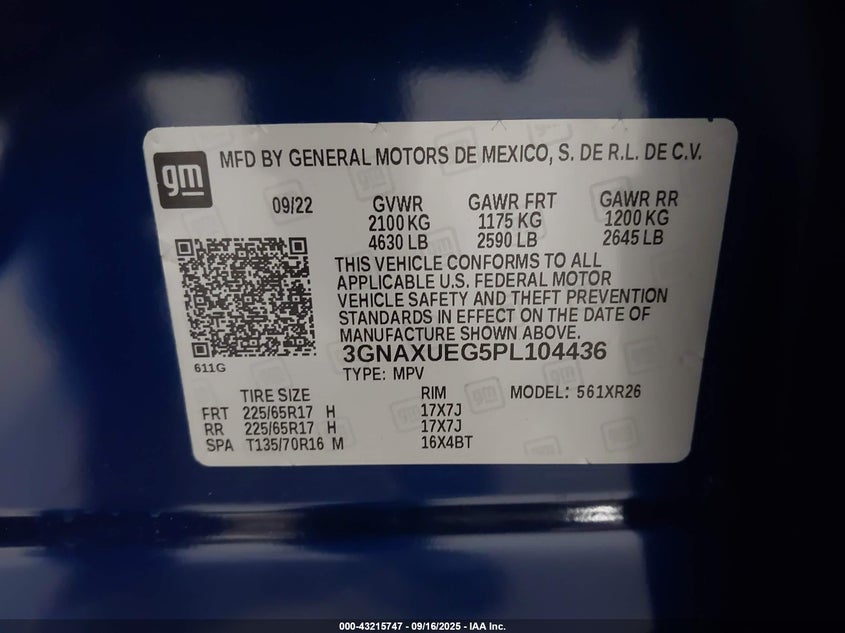 gm
MFD BY GENERAL MOTORS DE MEXICO, S. DE R.L. DE C.V.
09/22 GVWR GAWR FRT GAWR RR
2100 KG 1175 KG 1200 KG
4630 LB 2590 LB 2645 LB
THIS VEHICLE CONFORMS TO ALL
APPLICABLE U.S. FEDERAL MOTOR
VEHICLE SAFETY AND THEFT PREVENTION
STANDARDS IN EFFECT ON THE DATE OF
MANUFACTURE SHOWN ABOVE.
3GNAXUEG5PL104436
611G
TYPE: MPV
TIRE SIZE RIM MODEL: 561XR26
FRT 225/65R17 H 17X7J
RR 225/65R17 H 17X7J
SPA T135/70R16 M 16X4BT
000-43215747 - 09/16/2025 - IAA Inc.